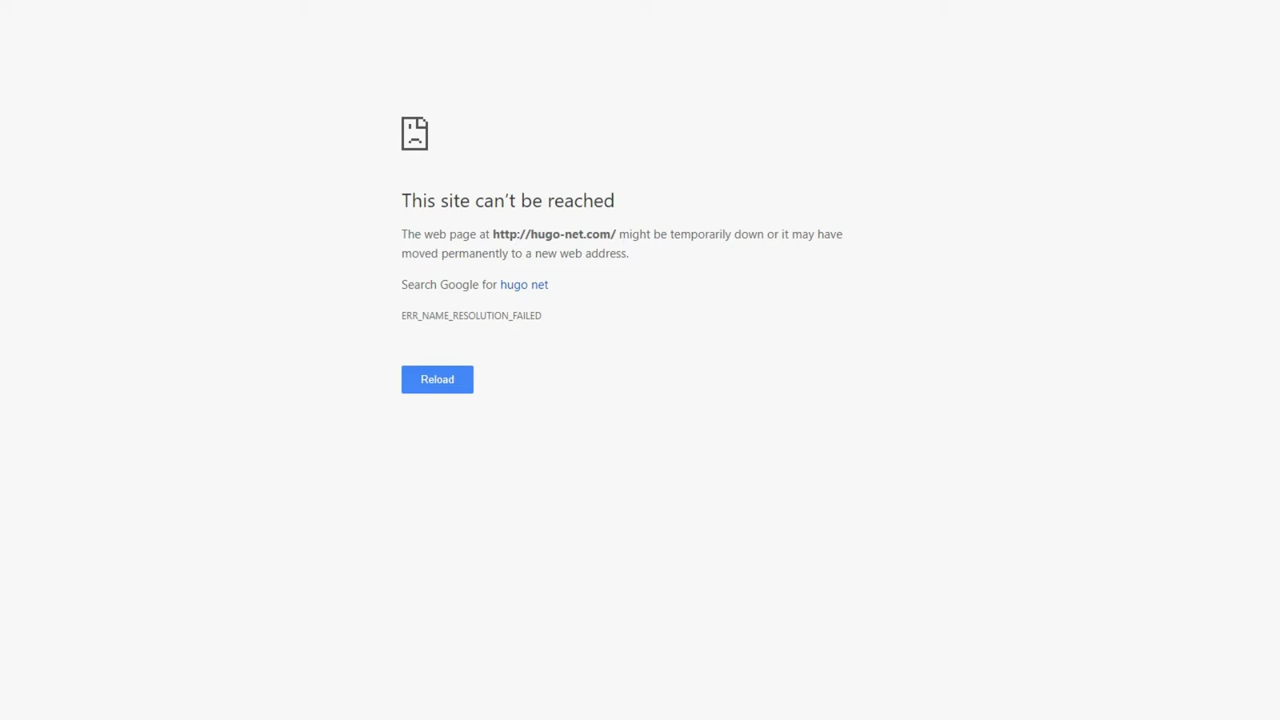 This site can't be reached
The web page at http://hugo-net.com/ might be temporarily down or it may have
moved permanently to a new web address.
Search Google for hugo net
ERR_NAME_RESOLUTION_FAILED
Reload